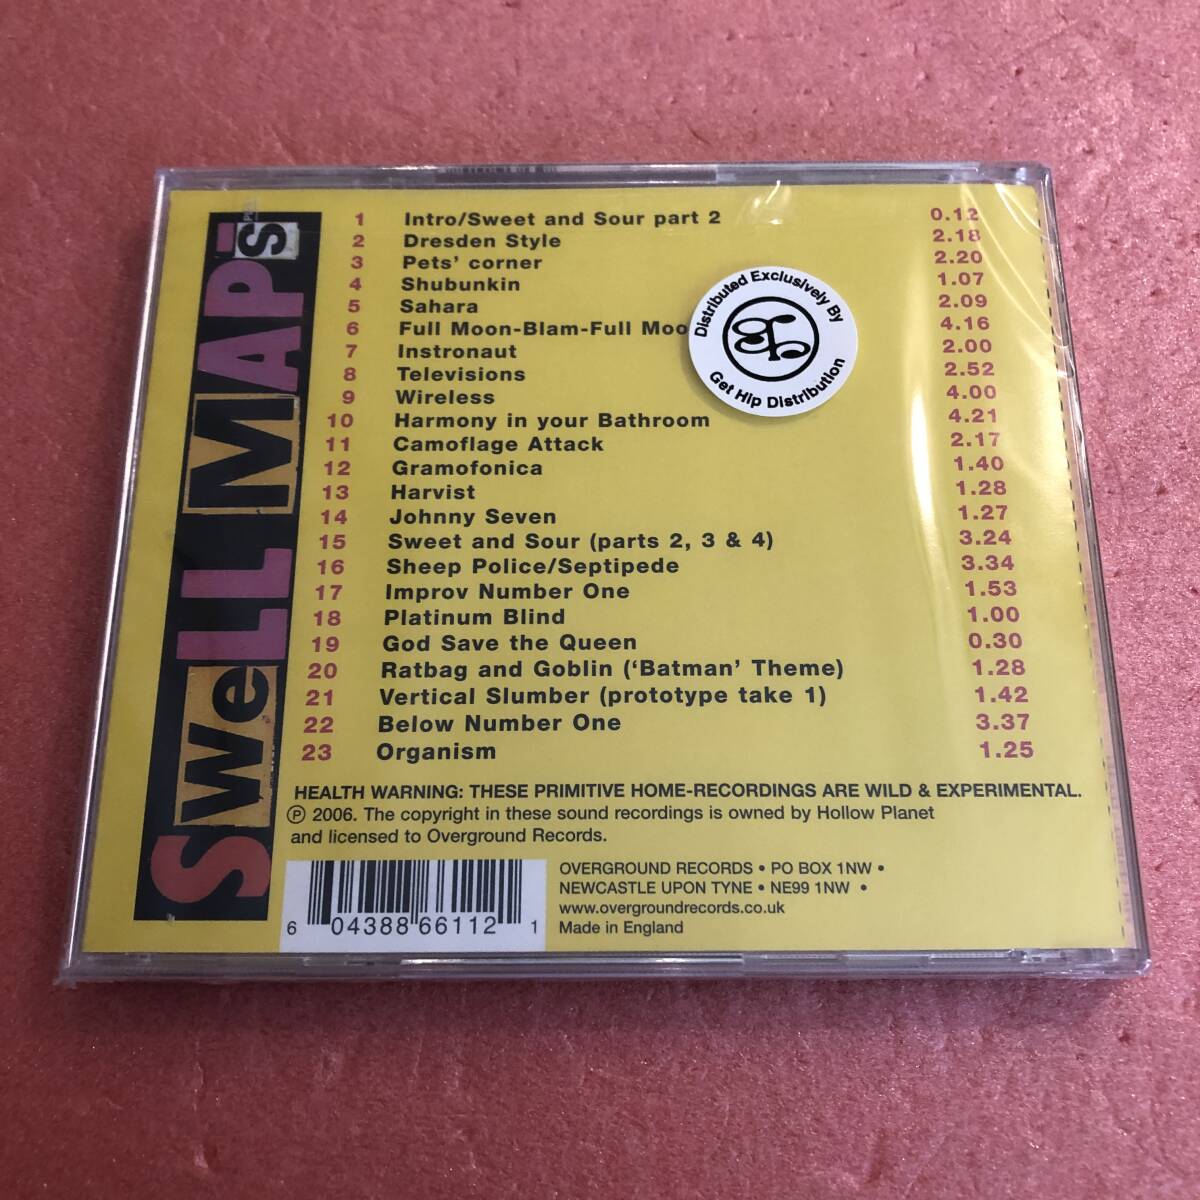 SweLL MAP's
1 Intro/Sweet and Sour part 2 0.12
2 Dresden Style 2.18
3 Pets' corner 2.20
4 Shubunkin 1.07
5 Sahara 2.09
6 Full Moon-Blam-Full Moo 4.16
7 Instronaut 2.00
8 Televisions 2.52
9 Wireless 4.00
10 Harmony in your Bathroom 4.21
11 Camoflage Attack 2.17
12 Gramofonica 1.40
13 Harvist 1.28
14 Johnny Seven 1.27
15 Sweet and Sour (parts 2, 3 & 4) 3.24
16 Sheep Police/Septipede 3.34
17 Improv Number One 1.53
18 Platinum Blind 1.00
19 God Save the Queen 0.30
20 Ratbag and Goblin ('Batman' Theme) 1.28
21 Vertical Slumber (prototype take 1) 1.42
22 Below Number One 3.37
23 Organism 1.25
Distributed Exclusively By
Get Hip Distribution
HEALTH WARNING: THESE PRIMITIVE HOME-RECORDINGS ARE WILD & EXPERIMENTAL.
℗ 2006. The copyright in these sound recordings is owned by Hollow Planet
and licensed to Overground Records.
6 04388 66112 1
OVERGROUND RECORDS • PO BOX 1NW •
NEWCASTLE UPON TYNE • NE99 1NW •
www.overgroundrecords.co.uk
Made in England